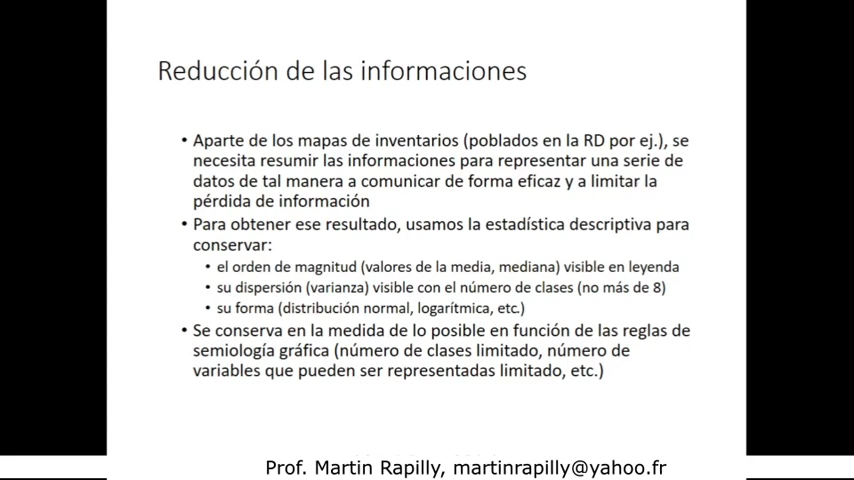 Reducción de las informaciones
• Aparte de los mapas de inventarios (poblados en la RD por ej.), se
necesita resumir las informaciones para representar una serie de
datos de tal manera a comunicar de forma eficaz y a limitar la
pérdida de información
• Para obtener ese resultado, usamos la estadística descriptiva para
conservar:
• el orden de magnitud (valores de la media, mediana) visible en leyenda
• su dispersión (varianza) visible con el número de clases (no más de 8)
• su forma (distribución normal, logarítmica, etc.)
• Se conserva en la medida de lo posible en función de las reglas de
semiología gráfica (número de clases limitado, número de
variables que pueden ser representadas limitado, etc.)
Prof. Martin Rapilly, martinrapilly@yahoo.fr